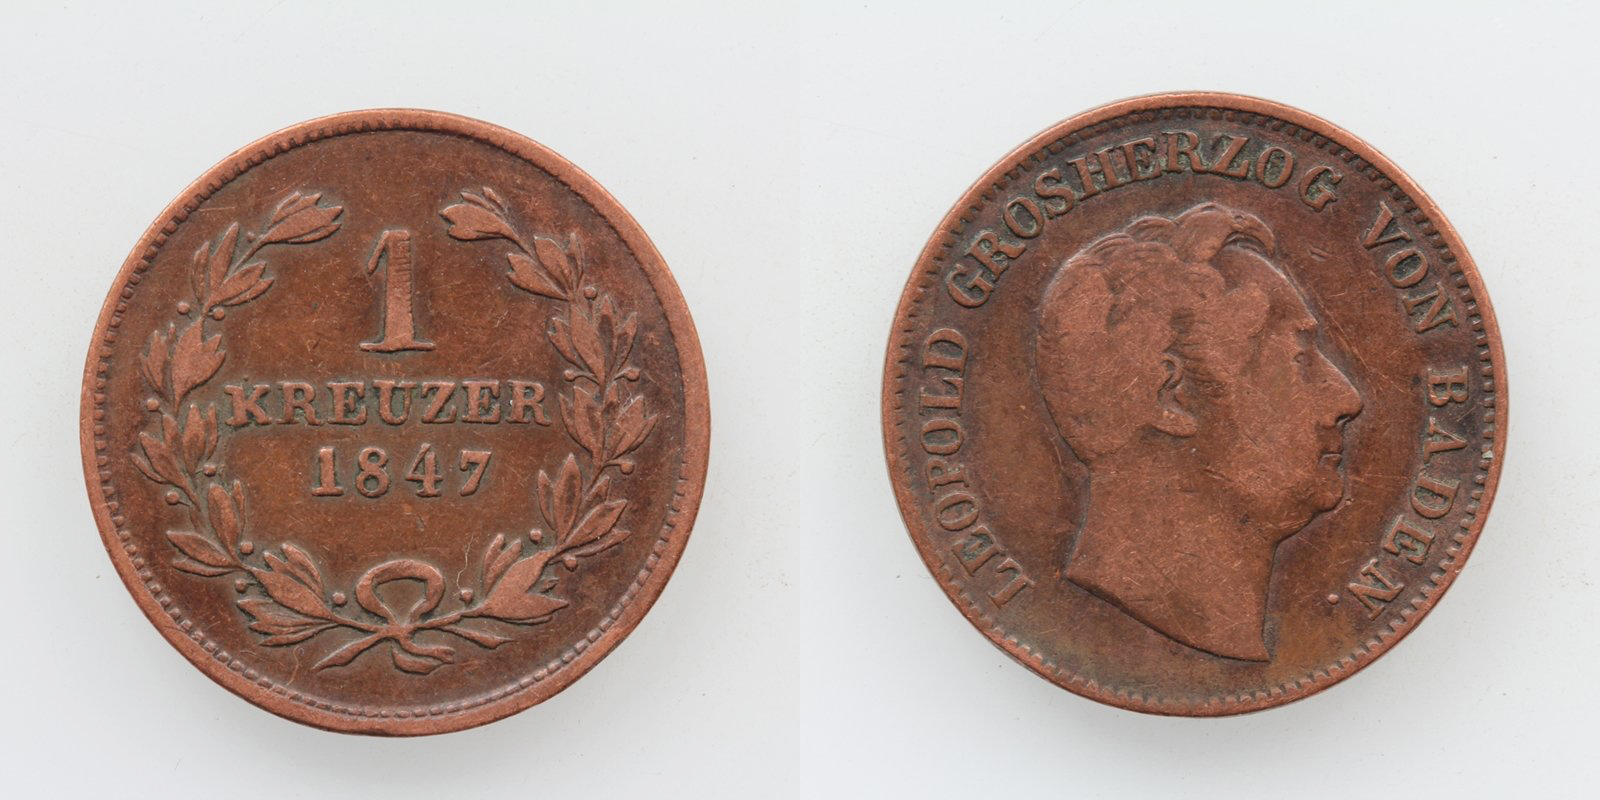 1
KREUZER
1847
LEOPOLD GROSHERZOG VON BADEN.